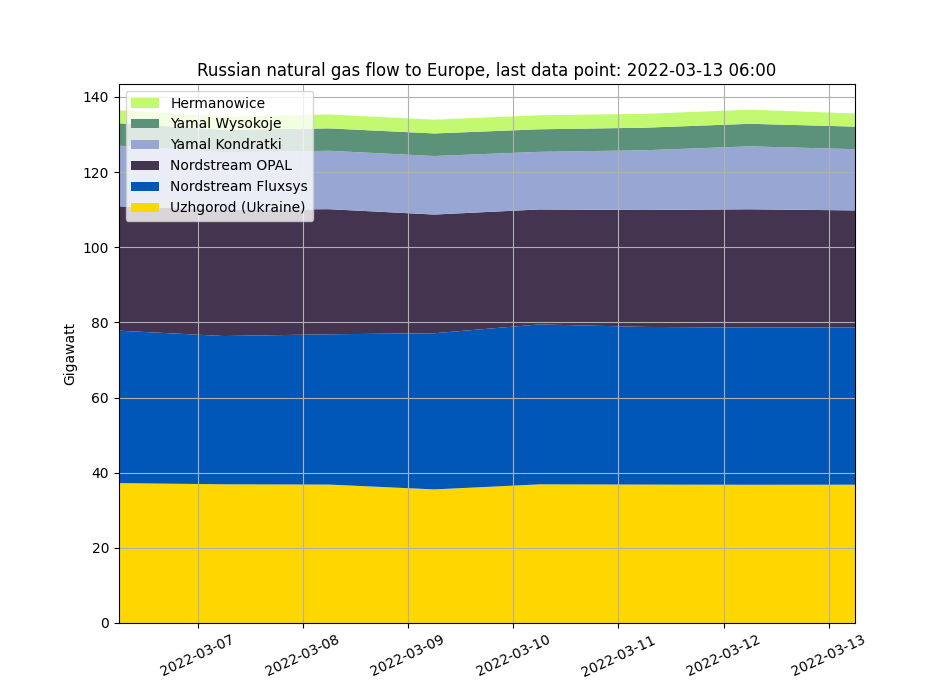 Russian natural gas flow to Europe, last data point: 2022-03-13 06:00
140
120
100
80
60
40
20
0
Gigawatt
Hermanowice
Yamal Wysokoje
Yamal Kondratki
Nordstream OPAL
Nordstream Fluxsys
Uzhgorod (Ukraine)
2022-03-07
2022-03-08
2022-03-09
2022-03-10
2022-03-11
2022-03-12
2022-03-13